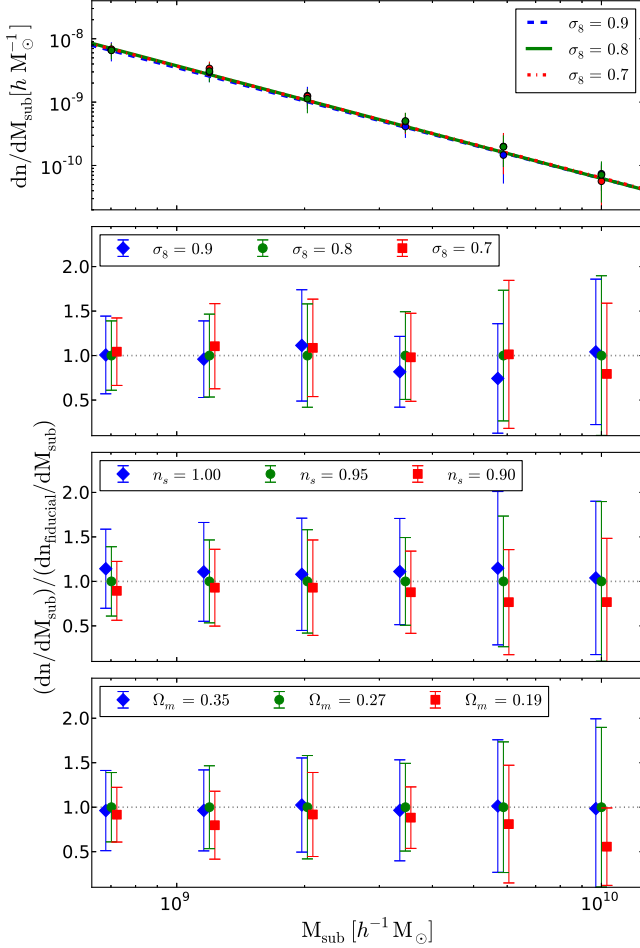 dn/dM_sub [h M_⊙^−1]
10^−8
10^−9
10^−10
σ_8 = 0.9
σ_8 = 0.8
σ_8 = 0.7
(dn/dM_sub)/(dn_fiducial/dM_sub)
σ_8 = 0.9 σ_8 = 0.8 σ_8 = 0.7
2.0
1.5
1.0
0.5
n_s = 1.00 n_s = 0.95 n_s = 0.90
2.0
1.5
1.0
0.5
Ω_m = 0.35 Ω_m = 0.27 Ω_m = 0.19
2.0
1.5
1.0
0.5
10^9 10^10
M_sub [h^−1 M_⊙]